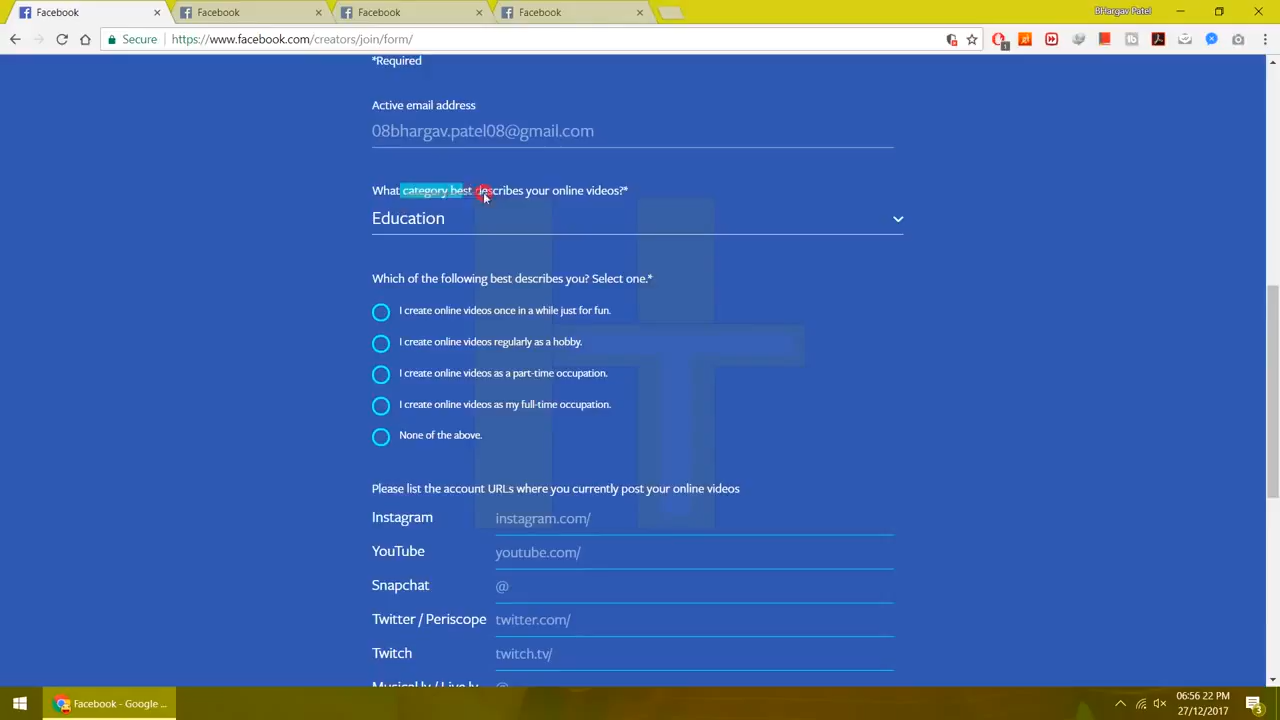 Facebook
Facebook
Facebook
Facebook
BHargav Patel
Secure
https://www.facebook.com/creators/join/form/
*Required
Active email address
08bhargav.patel08@gmail.com
What category best describes your online videos?*
Education
Which of the following best describes you? Select one.*
I create online videos once in a while just for fun.
I create online videos regularly as a hobby.
I create online videos as a part-time occupation.
I create online videos as my full-time occupation.
None of the above.
Please list the account URLs where you currently post your online videos
Instagram instagram.com/
YouTube youtube.com/
Snapchat @
Twitter / Periscope twitter.com/
Twitch twitch.tv/
Musical.ly / Live.ly @
Facebook - Google ...
06:56:22 PM
27/12/2017